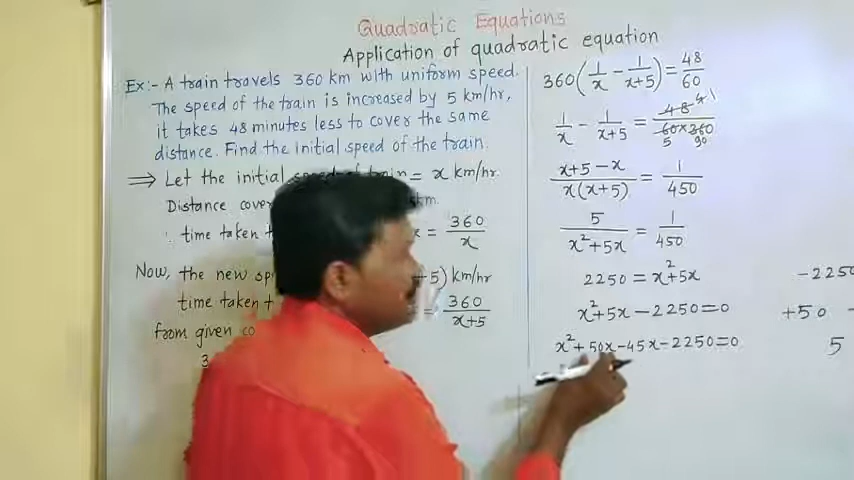 Quadratic Equations
Application of quadratic equation
Ex:- A train travels 360 km with uniform speed.
The speed of the train is increased by 5 km/hr,
it takes 48 minutes less to cover the same
distance. Find the initial speed of the train.
⇒ Let the initial speed of train = x km/hr.
Distance km.
∴ time taken = 360/x
Now, the new +5) km/hr
time taken = 360/(x+5)
from given
3
360(1/x - 1/(x+5)) = 48/60
1/x - 1/(x+5) = 48 4 1/(60×360) 5 90
(x+5-x)/(x(x+5)) = 1/450
5/(x²+5x) = 1/450
2250 = x²+5x
x²+5x-2250=0
x²+50x-45x-2250=0
-2250
+50 -
5